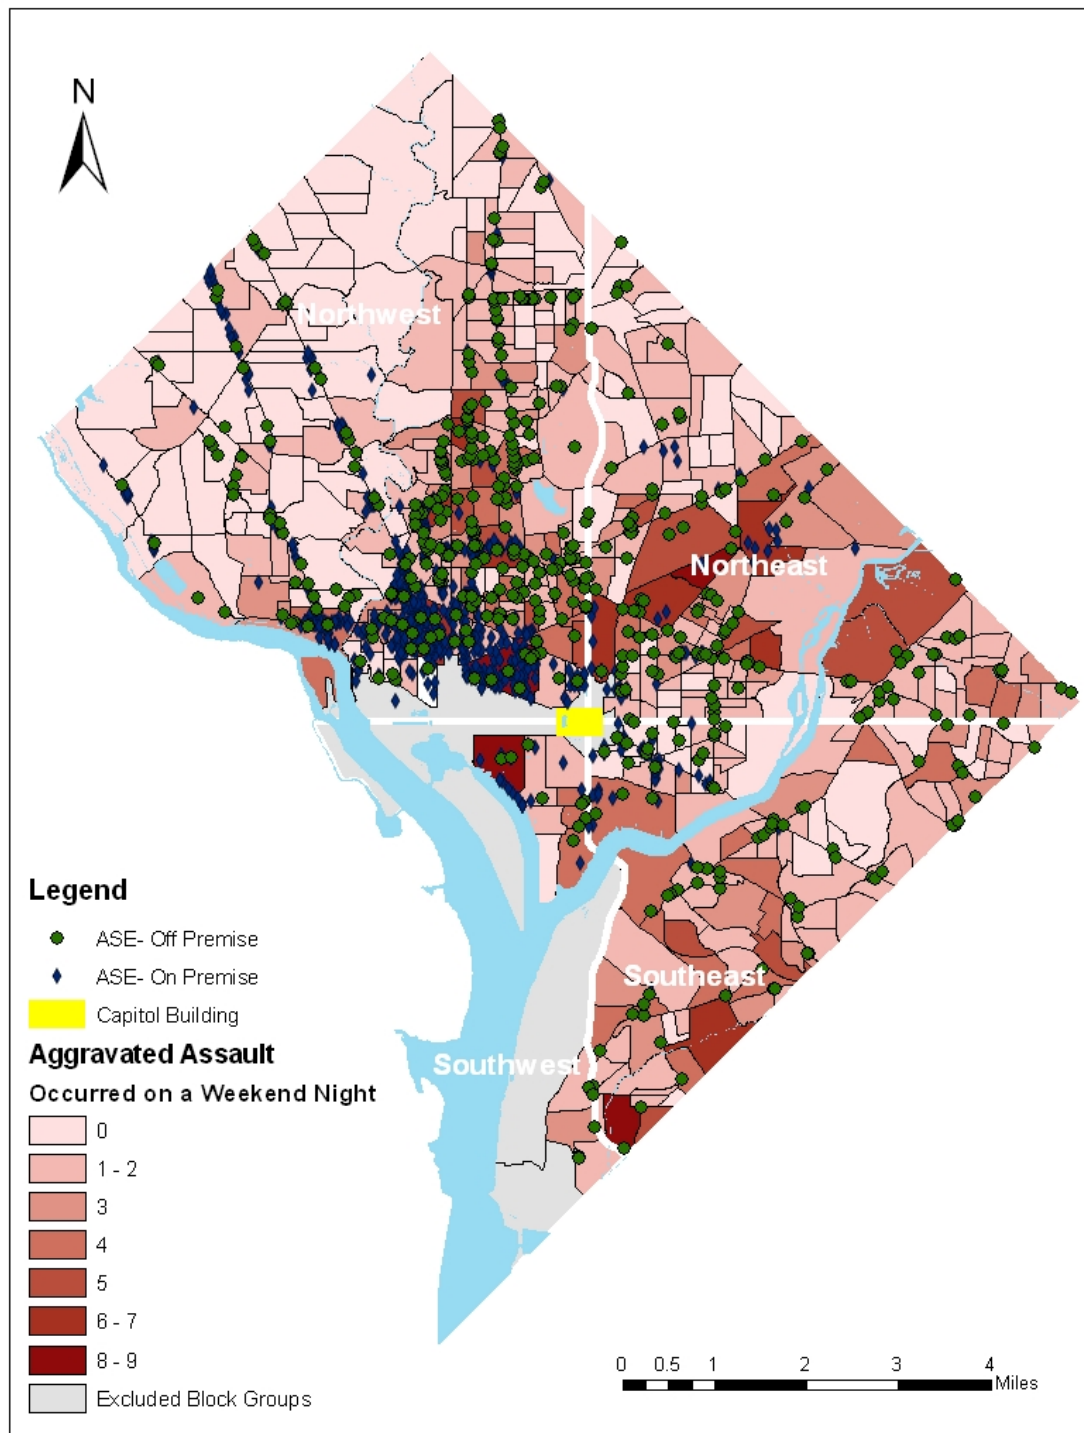 N
Northwest
Northeast
Southeast
Southwest
Legend
ASE- Off Premise
ASE- On Premise
Capitol Building
Aggravated Assault
Occurred on a Weekend Night
0
1 - 2
3
4
5
6 - 7
8 - 9
Excluded Block Groups
0 0.5 1 2 3 4
Miles